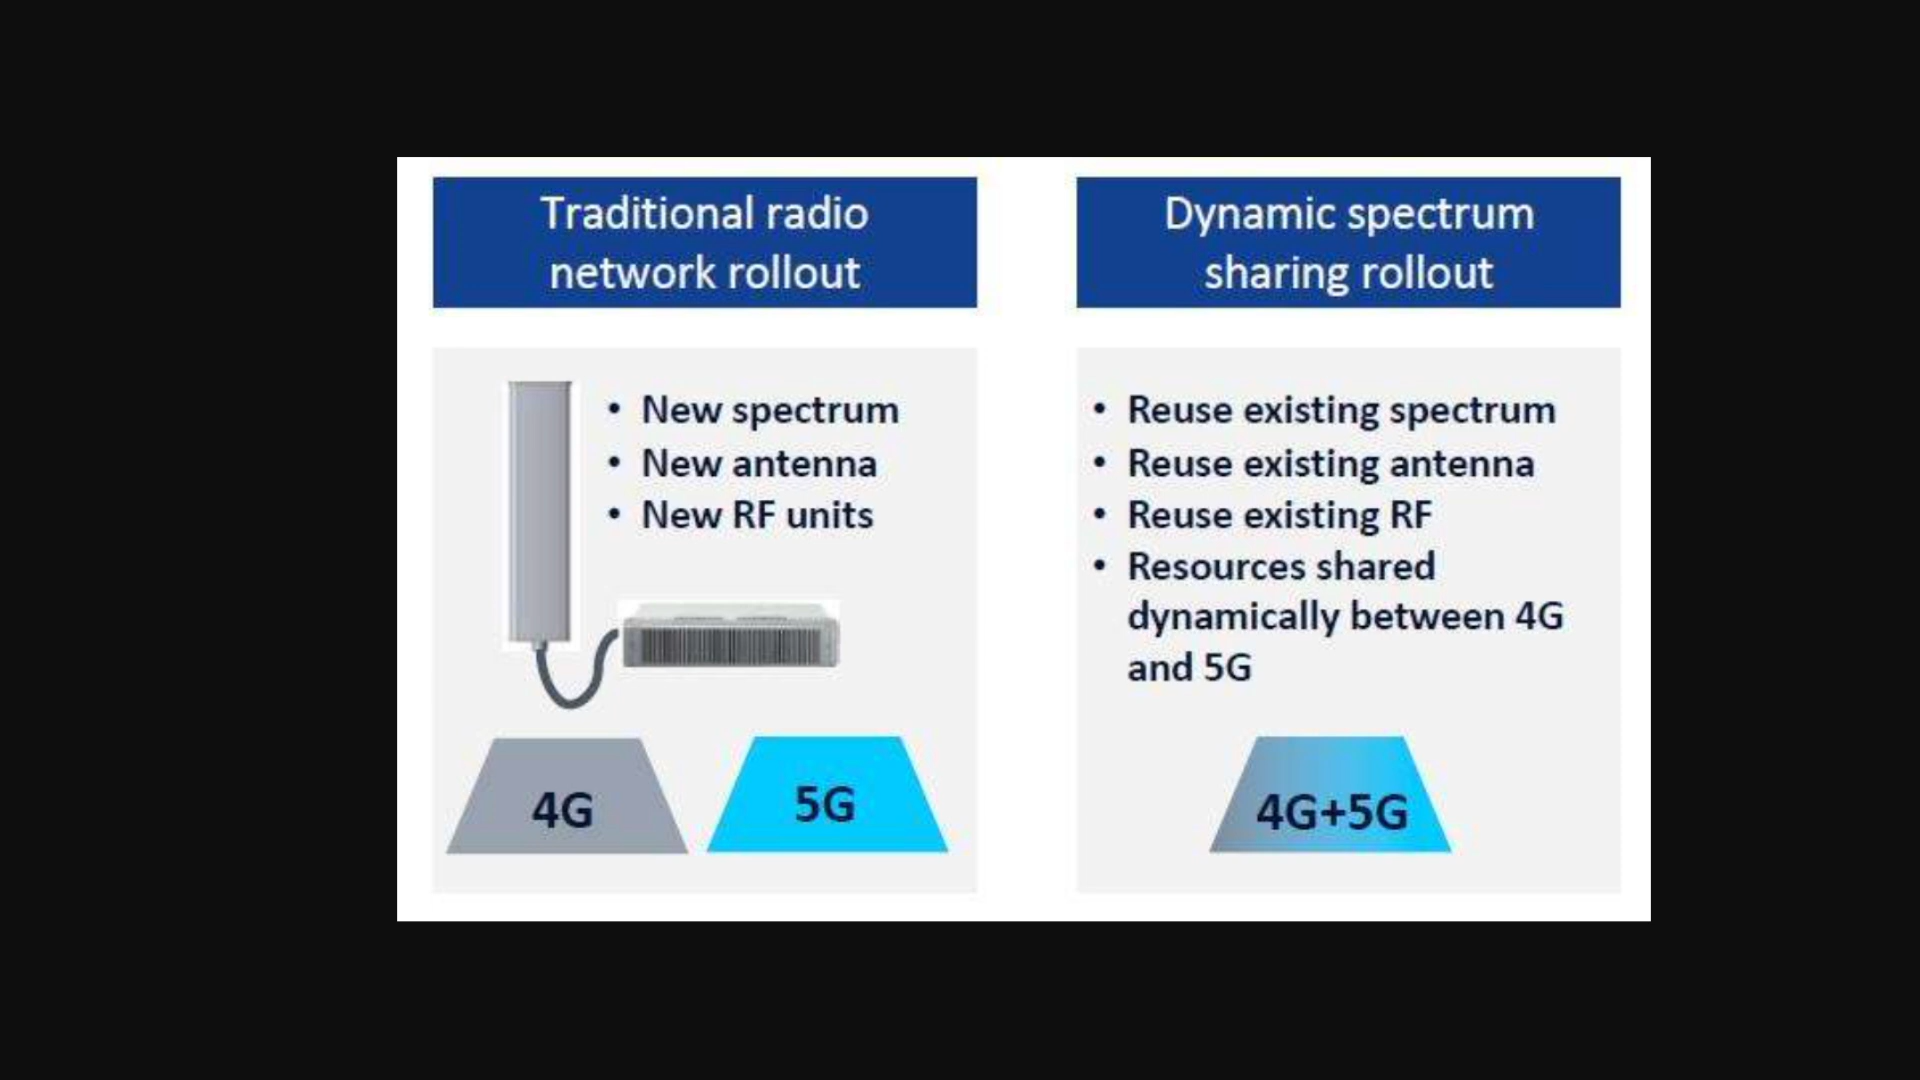 Traditional radio
network rollout
• New spectrum
• New antenna
• New RF units
4G
5G
Dynamic spectrum
sharing rollout
• Reuse existing spectrum
• Reuse existing antenna
• Reuse existing RF
• Resources shared
dynamically between 4G
and 5G
4G+5G